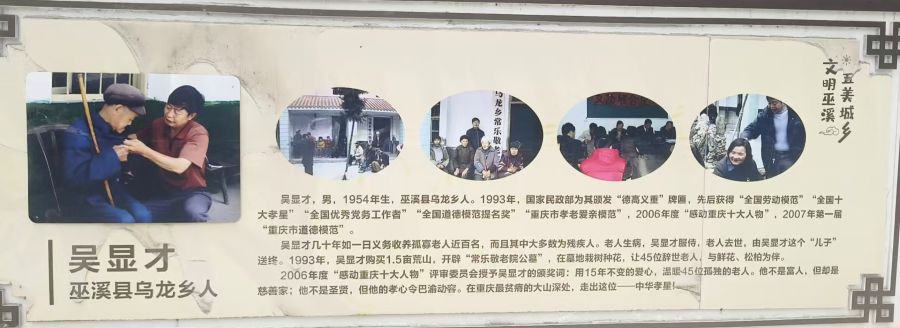 五美城乡
文明巫溪
乌龙乡常乐敬
吴显才
巫溪县乌龙乡人
吴显才，男，1954年生，巫溪县乌龙乡人。1993年，国家民政部为其颁发“德高义重”牌匾，先后获得“全国劳动模范”“全国十
大孝星”“全国优秀党务工作者”“全国道德模范提名奖”“重庆市孝老爱亲模范”，2006年度“感动重庆十大人物”，2007年第一届
“重庆市道德模范”。
吴显才几十年如一日义务收养孤寡老人近百名，而且其中大多数为残疾人。老人生病，吴显才服侍，老人去世，由吴显才这个“儿子”
送终。1993年，吴显才购买1.5亩荒山，开辟“常乐敬老院公墓”，在墓地栽树种花，让45位辞世老人，与鲜花、松柏为伴。
2006年度“感动重庆十大人物”评审委员会授予吴显才的颁奖词：用15年不变的爱心，温暖45位孤独的老人。他不是富人，但却是
慈善家；他不是圣贤，但他的孝心令巴渝动容。在重庆最贫瘠的大山深处，走出这位——中华孝星！